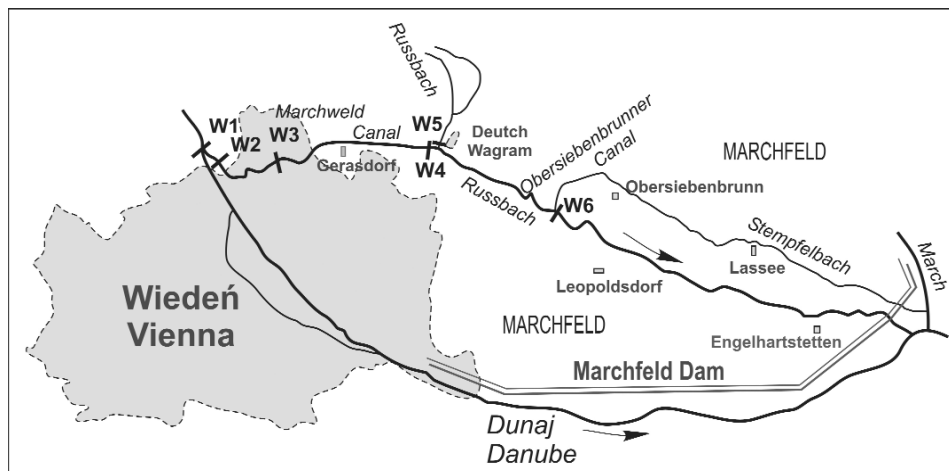 Russbach
Marchweld
Canal
W1
W2
W3
W5
W4
Deutch
Wagram
Gerasdorf
Russbach
Obersiebenbrunner
Canal
MARCHFELD
W6
Obersiebenbrunn
Stempfelbach
Lassee
March
Leopoldsdorf
Wiedeń
Vienna
MARCHFELD
Engelhartstetten
Marchfeld Dam
Dunaj
Danube